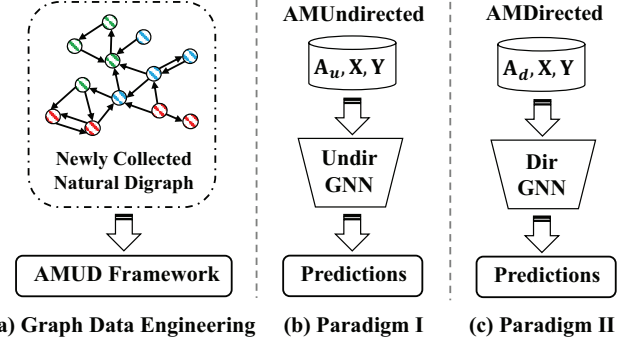 Newly Collected
Natural Digraph
AMUD Framework
a) Graph Data Engineering
AMUndirected
A_u, X, Y
Undir
GNN
Predictions
(b) Paradigm I
AMDirected
A_d, X, Y
Dir
GNN
Predictions
(c) Paradigm II